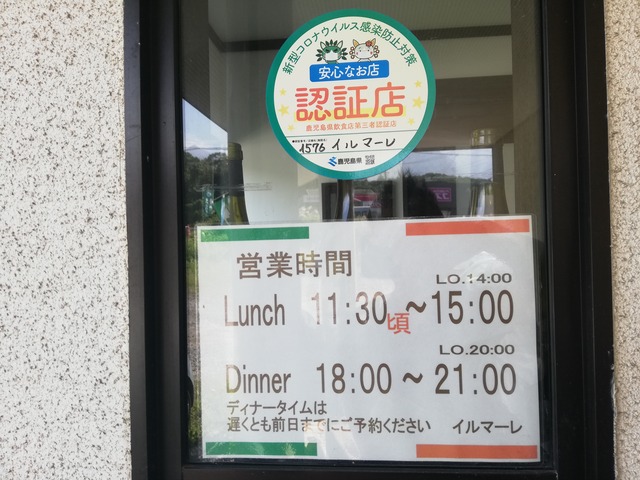 新型コロナウイルス感染防止対策
安心なお店
認証店
鹿児島県飲食店第三者認証店
1576 イルマーレ
鹿児島県
営業時間
LO.14:00
Lunch 11:30頃~15:00
LO.20:00
Dinner 18:00~21:00
ディナータイムは
遅くとも前日までにご予約ください イルマーレ